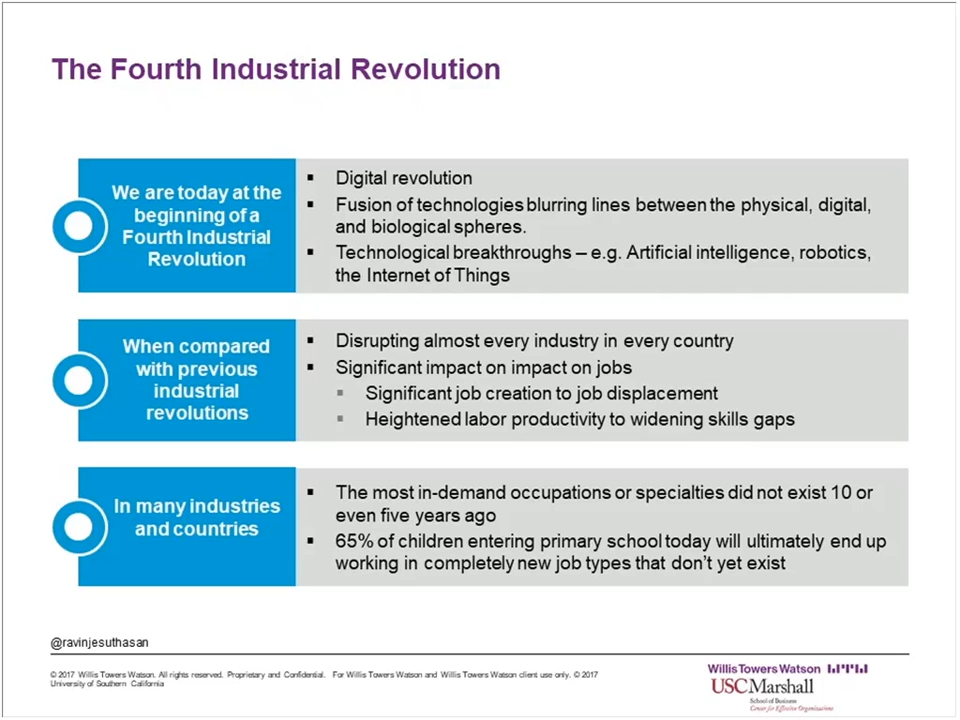 The Fourth Industrial Revolution
We are today at the
beginning of a
Fourth Industrial
Revolution
▪ Digital revolution
▪ Fusion of technologies blurring lines between the physical, digital,
and biological spheres.
▪ Technological breakthroughs – e.g. Artificial intelligence, robotics,
the Internet of Things
When compared
with previous
industrial
revolutions
▪ Disrupting almost every industry in every country
▪ Significant impact on impact on jobs
▪ Significant job creation to job displacement
▪ Heightened labor productivity to widening skills gaps
In many industries
and countries
▪ The most in-demand occupations or specialties did not exist 10 or
even five years ago
▪ 65% of children entering primary school today will ultimately end up
working in completely new job types that don't yet exist
@ravinjesuthasan
© 2017 Willis Towers Watson. All rights reserved. Proprietary and Confidential. For Willis Towers Watson and Willis Towers Watson client use only. © 2017
University of Southern California
Willis Towers Watson
USC Marshall
School of Business
Center for Effective Organizations